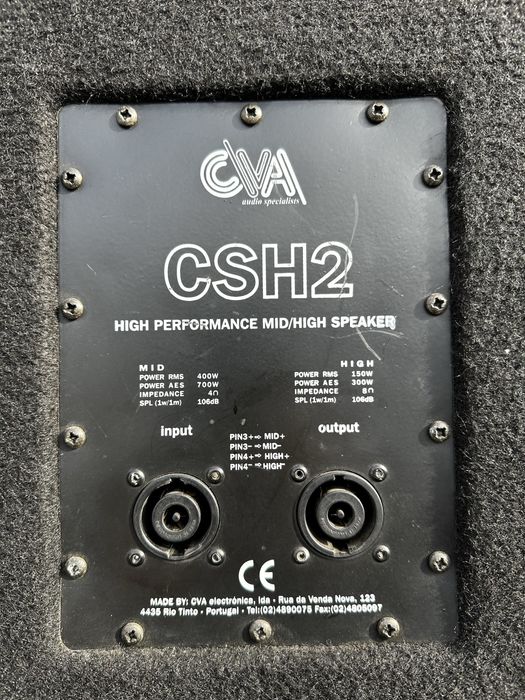 CVA
audio specialists
CSH2
HIGH PERFORMANCE MID/HIGH SPEAKER
MID
POWER RMS 400W
POWER AES 700W
IMPEDANCE 4Ω
SPL (1w/1m) 106dB
HIGH
POWER RMS 150W
POWER AES 300W
IMPEDANCE 8Ω
SPL (1w/1m) 106dB
input
output
PIN3+⇨ MID+
PIN3-⇨ MID-
PIN4+⇨ HIGH+
PIN4-⇨ HIGH-
CE
MADE BY: CVA electrónica, lda - Rua da Venda Nova, 123
4435 Rio Tinto - Portugal - Tel:(02)4890075 Fax:(02)4805097